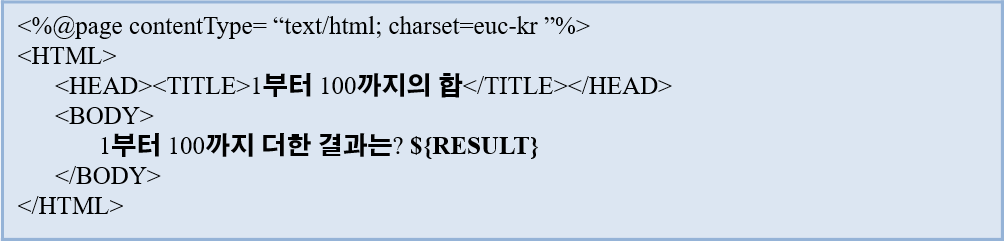 <%@page contentType= “text/html; charset=euc-kr ”%>
<HTML>
<HEAD><TITLE>1부터 100까지의 합</TITLE></HEAD>
<BODY>
1부터 100까지 더한 결과는? ${RESULT}
</BODY>
</HTML>